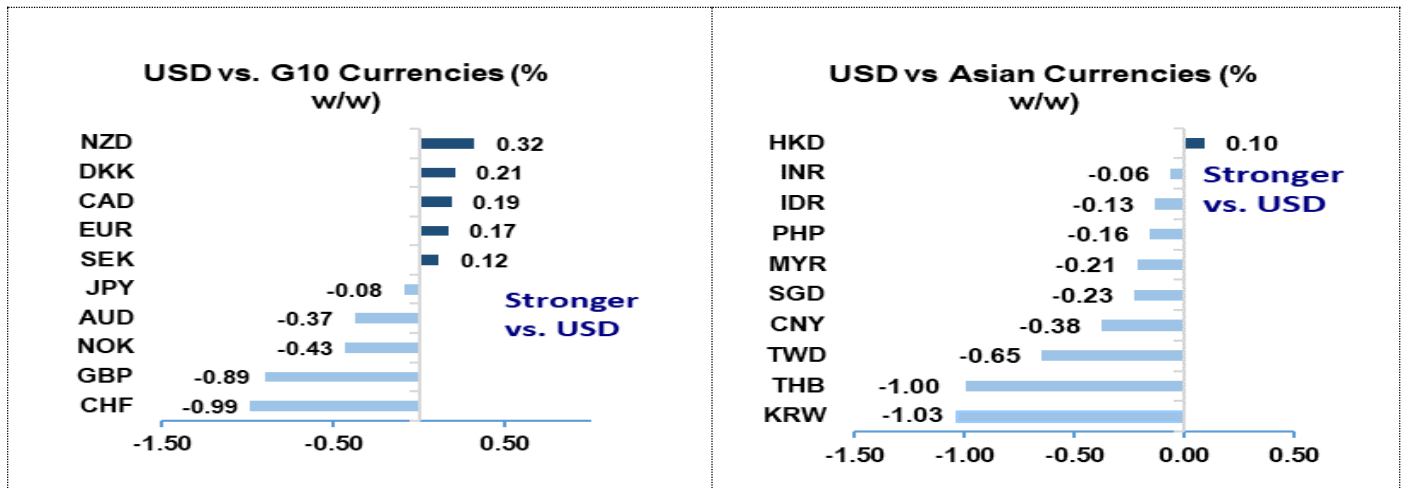 USD vs. G10 Currencies (%
w/w)
NZD 0.32
DKK 0.21
CAD 0.19
EUR 0.17
SEK 0.12
JPY -0.08
AUD -0.37
NOK -0.43
GBP -0.89
CHF -0.99
Stronger
vs. USD
-1.50 -0.50 0.50
USD vs Asian Currencies (%
w/w)
HKD 0.10
INR -0.06
IDR -0.13
PHP -0.16
MYR -0.21
SGD -0.23
CNY -0.38
TWD -0.65
THB -1.00
KRW -1.03
Stronger
vs. USD
-1.50 -1.00 -0.50 0.00 0.50